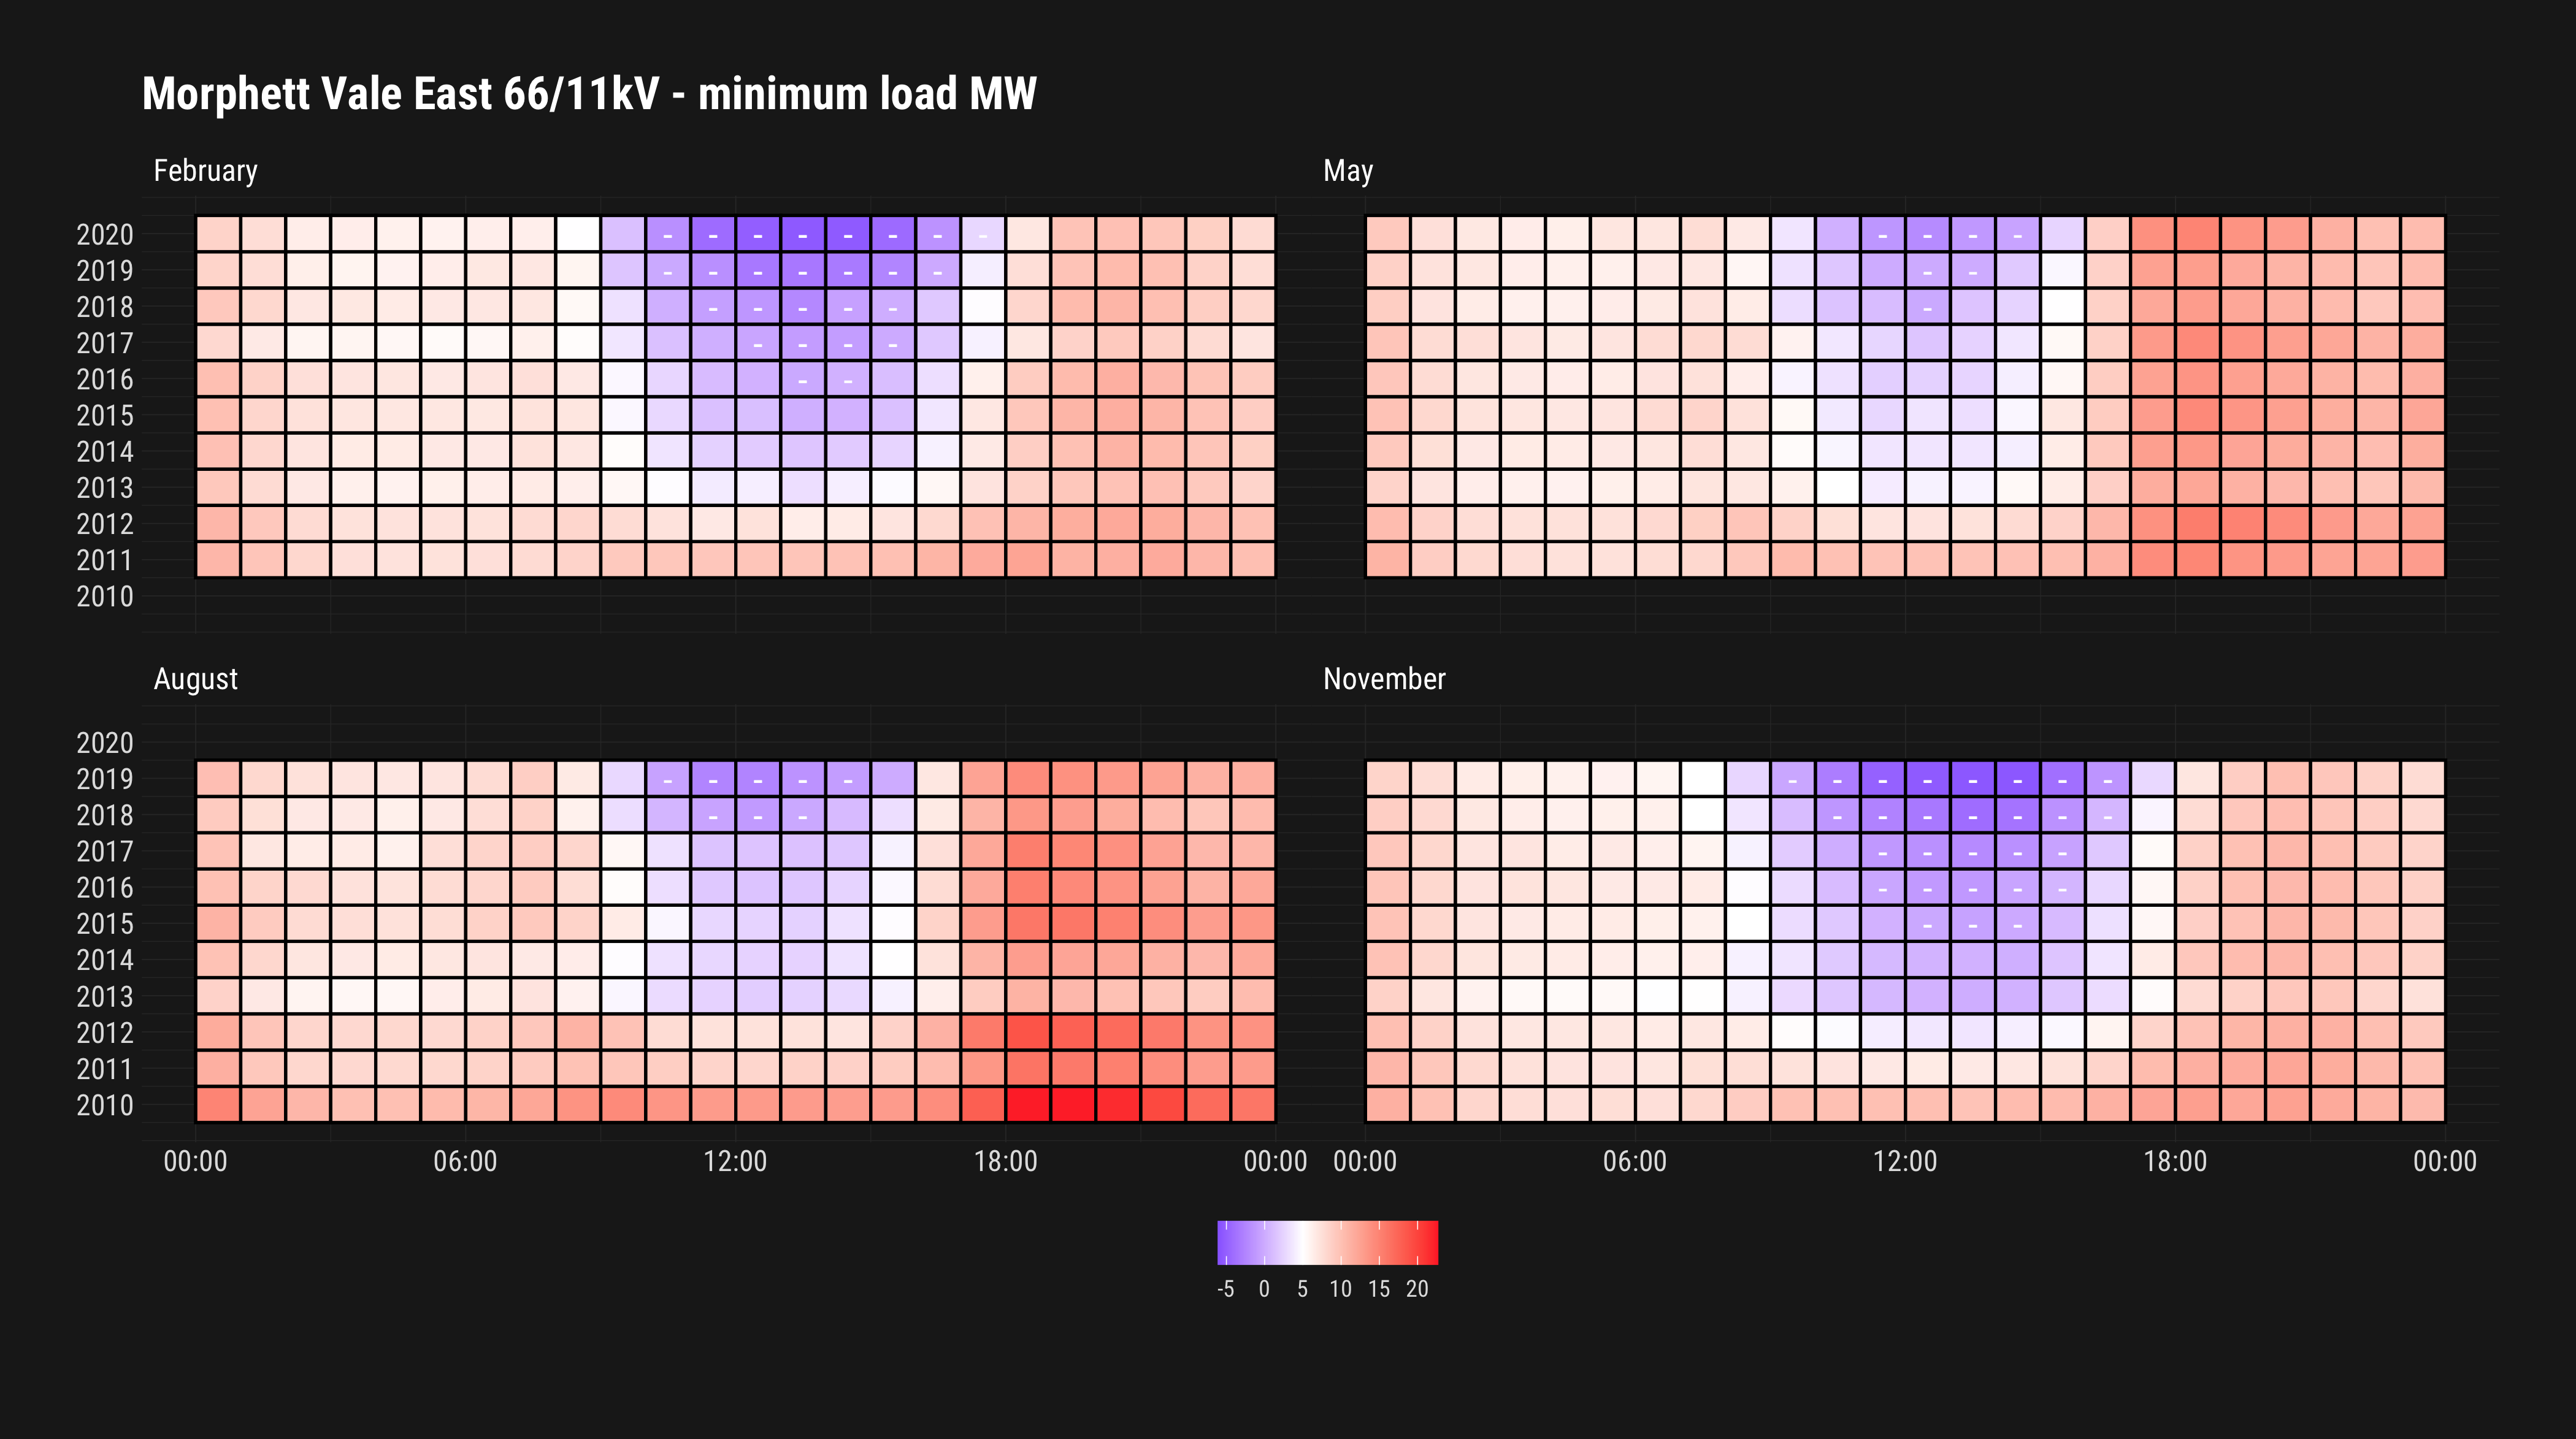 Morphett Vale East 66/11kV - minimum load MW
February
May
2020 - - - - - - - - - - - -
2019 - - - - - - - - -
2018 - - - - - -
2017 - - - -
2016 - -
2015
2014
2013
2012
2011
2010
August
November
2020
2019 - - - - - - - - - - - - -
2018 - - - - - - - - - -
2017 - - - - -
2016 - - - - -
2015 - - -
2014
2013
2012
2011
2010
00:00 06:00 12:00 18:00 00:00 00:00 06:00 12:00 18:00 00:00
-5 0 5 10 15 20